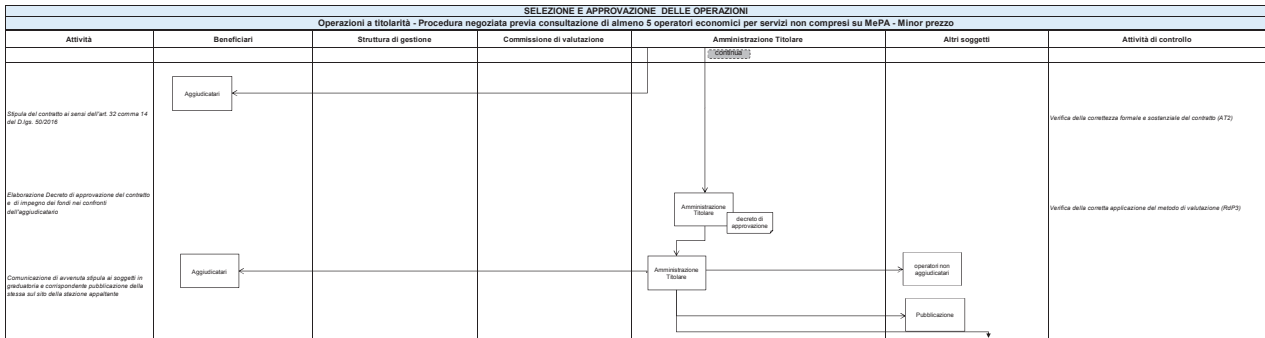 SELEZIONE E APPROVAZIONE DELLE OPERAZIONI
Operazioni a titolarità - Procedura negoziata previa consultazione di almeno 5 operatori economici per servizi non compresi su MePA - Minor prezzo
Attività
Beneficiari
Struttura di gestione
Commissione di valutazione
Amministrazione Titolare
Altri soggetti
Attività di controllo
continua
Aggiudicatari
Stipula del contratto ai sensi dell'art. 32 comma 14
del D.lgs. 50/2016
Verifica della correttezza formale e sostanziale del contratto (AT2)
Elaborazione Decreto di approvazione del contratto
e di impegno dei fondi nei confronti
dell'aggiudicatario
Amministrazione
Titolare
decreto di
approvazione
Verifica della corretta applicazione del metodo di valutazione (RdP3)
Comunicazione di avvenuta stipula ai soggetti in
graduatoria e corrispondente pubblicazione della
stessa sul sito della stazione appaltante
Aggiudicatari
Amministrazione
Titolare
operatori non
aggiudicatari
Pubblicazione